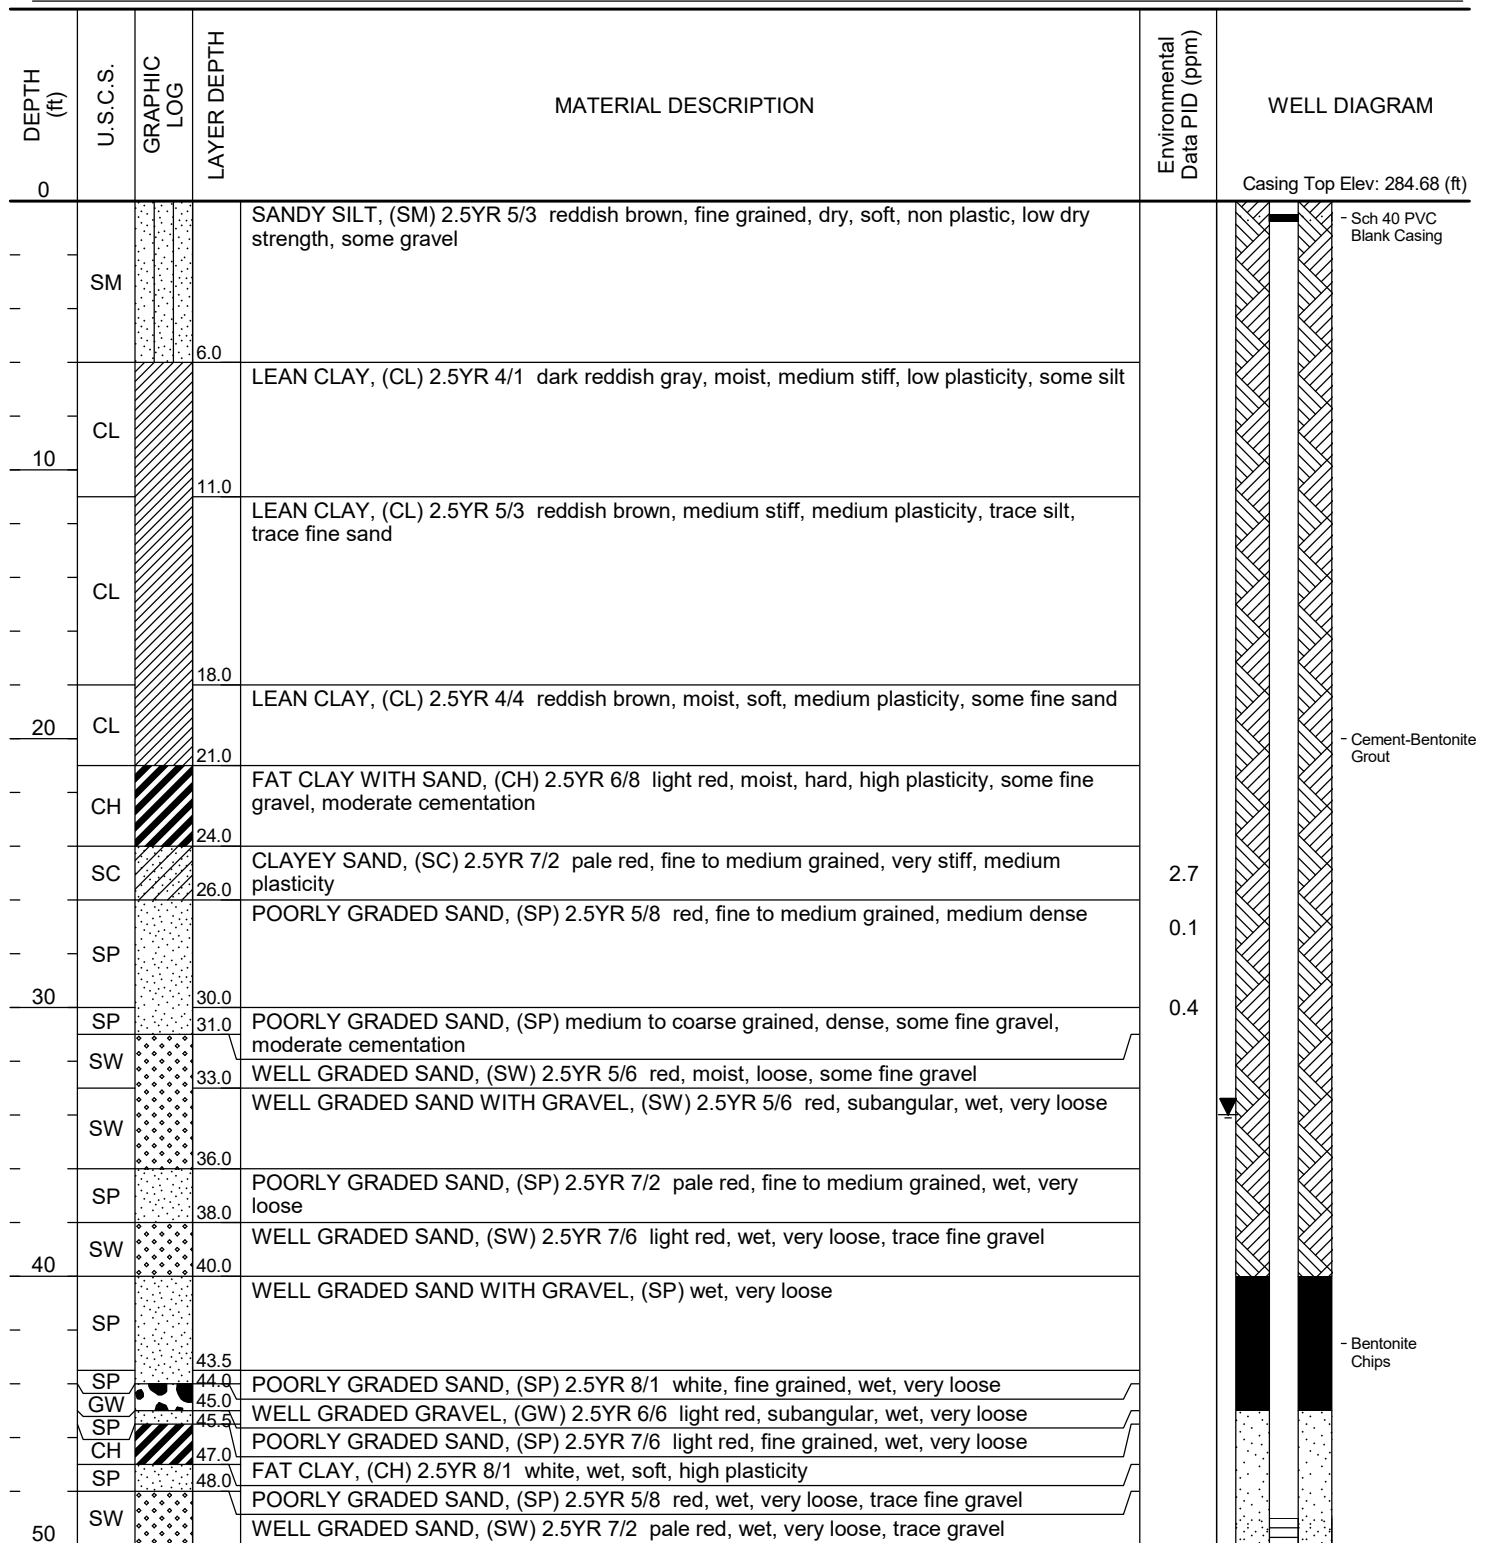 DEPTH
(ft)
U.S.C.S.
GRAPHIC
LOG
LAYER DEPTH
MATERIAL DESCRIPTION
Environmental
Data PID (ppm)
WELL DIAGRAM
Casing Top Elev: 284.68 (ft)
0
SANDY SILT, (SM) 2.5YR 5/3 reddish brown, fine grained, dry, soft, non plastic, low dry
strength, some gravel
Sch 40 PVC
Blank Casing
SM
6.0
LEAN CLAY, (CL) 2.5YR 4/1 dark reddish gray, moist, medium stiff, low plasticity, some silt
CL
10
11.0
LEAN CLAY, (CL) 2.5YR 5/3 reddish brown, medium stiff, medium plasticity, trace silt,
trace fine sand
CL
18.0
LEAN CLAY, (CL) 2.5YR 4/4 reddish brown, moist, soft, medium plasticity, some fine sand
CL
20
21.0
Cement-Bentonite
Grout
FAT CLAY WITH SAND, (CH) 2.5YR 6/8 light red, moist, hard, high plasticity, some fine
gravel, moderate cementation
CH
24.0
CLAYEY SAND, (SC) 2.5YR 7/2 pale red, fine to medium grained, very stiff, medium
plasticity
SC
26.0
2.7
POORLY GRADED SAND, (SP) 2.5YR 5/8 red, fine to medium grained, medium dense
0.1
SP
30
30.0
0.4
SP
31.0
POORLY GRADED SAND, (SP) medium to coarse grained, dense, some fine gravel,
moderate cementation
SW
33.0
WELL GRADED SAND, (SW) 2.5YR 5/6 red, moist, loose, some fine gravel
WELL GRADED SAND WITH GRAVEL, (SW) 2.5YR 5/6 red, subangular, wet, very loose
SW
36.0
POORLY GRADED SAND, (SP) 2.5YR 7/2 pale red, fine to medium grained, wet, very
loose
SP
38.0
WELL GRADED SAND, (SW) 2.5YR 7/6 light red, wet, very loose, trace fine gravel
SW
40
40.0
WELL GRADED SAND WITH GRAVEL, (SP) wet, very loose
SP
43.5
Bentonite
Chips
SP
44.0
POORLY GRADED SAND, (SP) 2.5YR 8/1 white, fine grained, wet, very loose
GW
45.0
WELL GRADED GRAVEL, (GW) 2.5YR 6/6 light red, subangular, wet, very loose
SP
45.5
POORLY GRADED SAND, (SP) 2.5YR 7/6 light red, fine grained, wet, very loose
CH
47.0
FAT CLAY, (CH) 2.5YR 8/1 white, wet, soft, high plasticity
SP
48.0
POORLY GRADED SAND, (SP) 2.5YR 5/8 red, wet, very loose, trace fine gravel
SW
50
WELL GRADED SAND, (SW) 2.5YR 7/2 pale red, wet, very loose, trace gravel